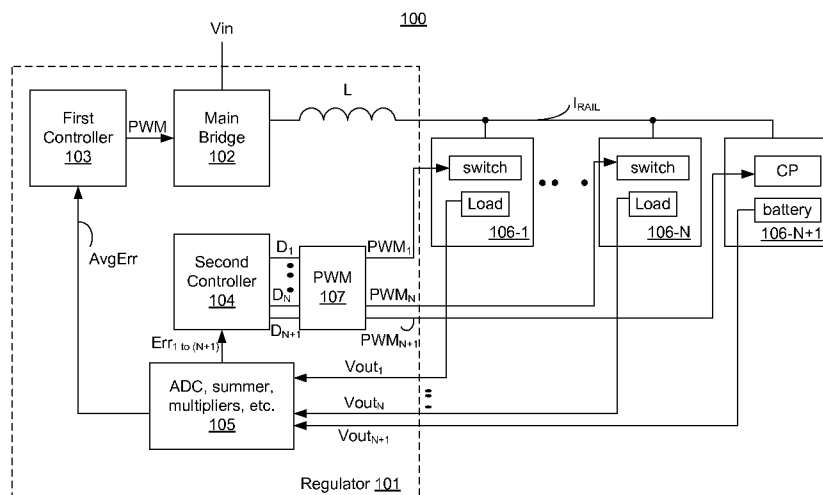 100
Vin
L
I_RAIL
First
Controller
103
PWM
Main
Bridge
102
switch
Load
106-1
switch
Load
106-N
CP
battery
106-N+1
AvgErr
Second
Controller
104
D1
DN
DN+1
PWM
107
PWM1
PWMN
PWMN+1
Err1 to (N+1)
ADC, summer,
multipliers, etc.
105
Vout1
VoutN
VoutN+1
Regulator 101